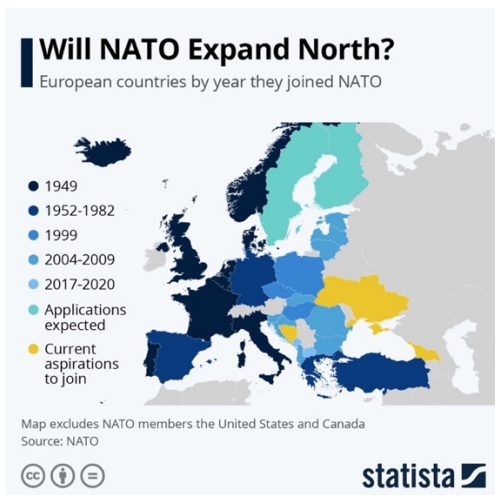 Will NATO Expand North?
European countries by year they joined NATO
1949
1952-1982
1999
2004-2009
2017-2020
Applications
expected
Current
aspirations
to join
Map excludes NATO members the United States and Canada
Source: NATO
cc
statista